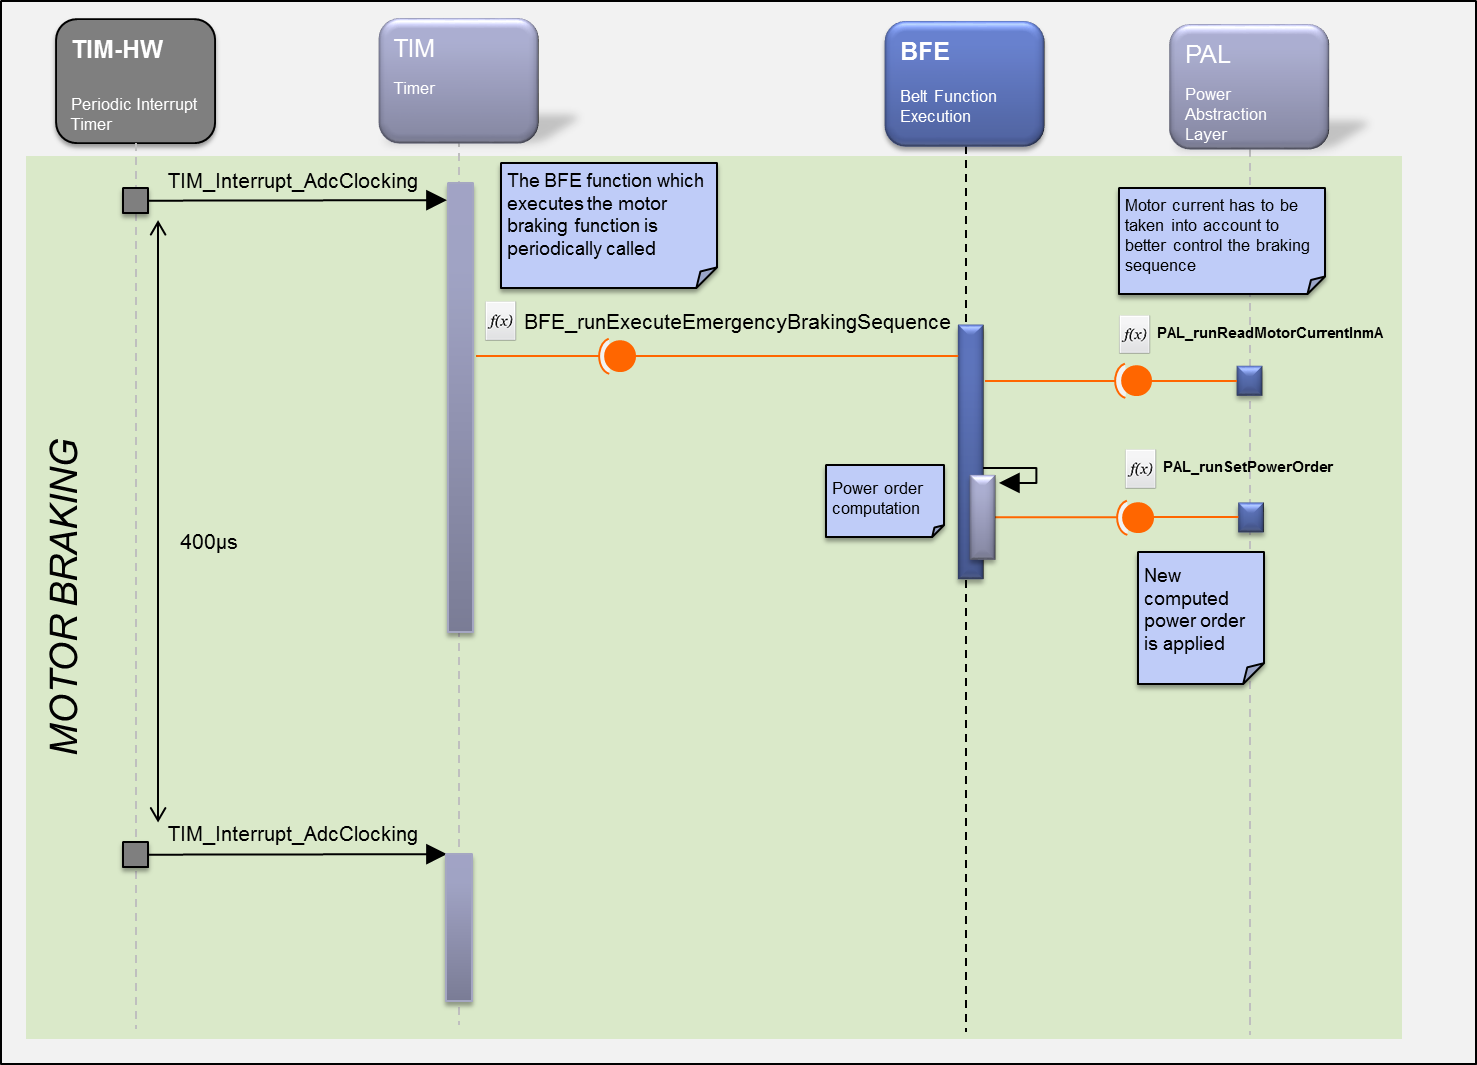 TIM-HW
Periodic Interrupt
Timer
TIM
Timer
BFE
Belt Function
Execution
PAL
Power
Abstraction
Layer
TIM_Interrupt_AdcClocking
The BFE function which
executes the motor
braking function is
periodically called
Motor current has to be
taken into account to
better control the braking
sequence
f(x)
BFE_runExecuteEmergencyBrakingSequence
f(x)
PAL_runReadMotorCurrentInmA
MOTOR BRAKING
400µs
Power order
computation
f(x)
PAL_runSetPowerOrder
New
computed
power order
is applied
TIM_Interrupt_AdcClocking